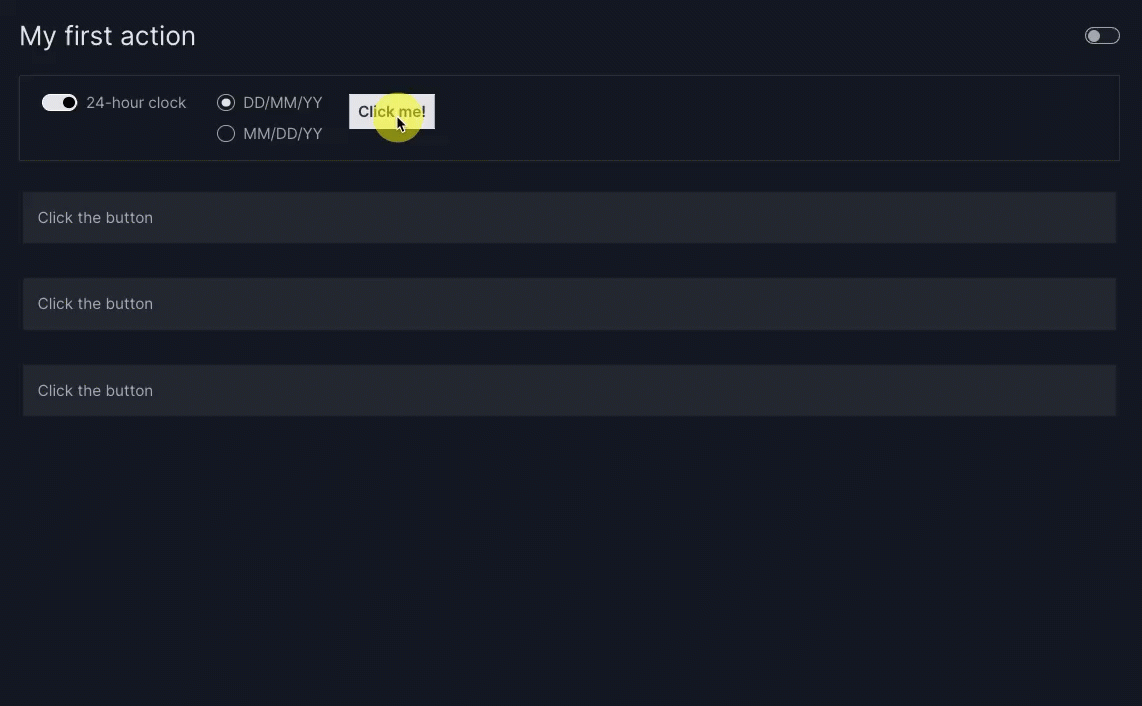 My first action
24-hour clock
DD/MM/YY
Click me!
MM/DD/YY
Click the button
Click the button
Click the button